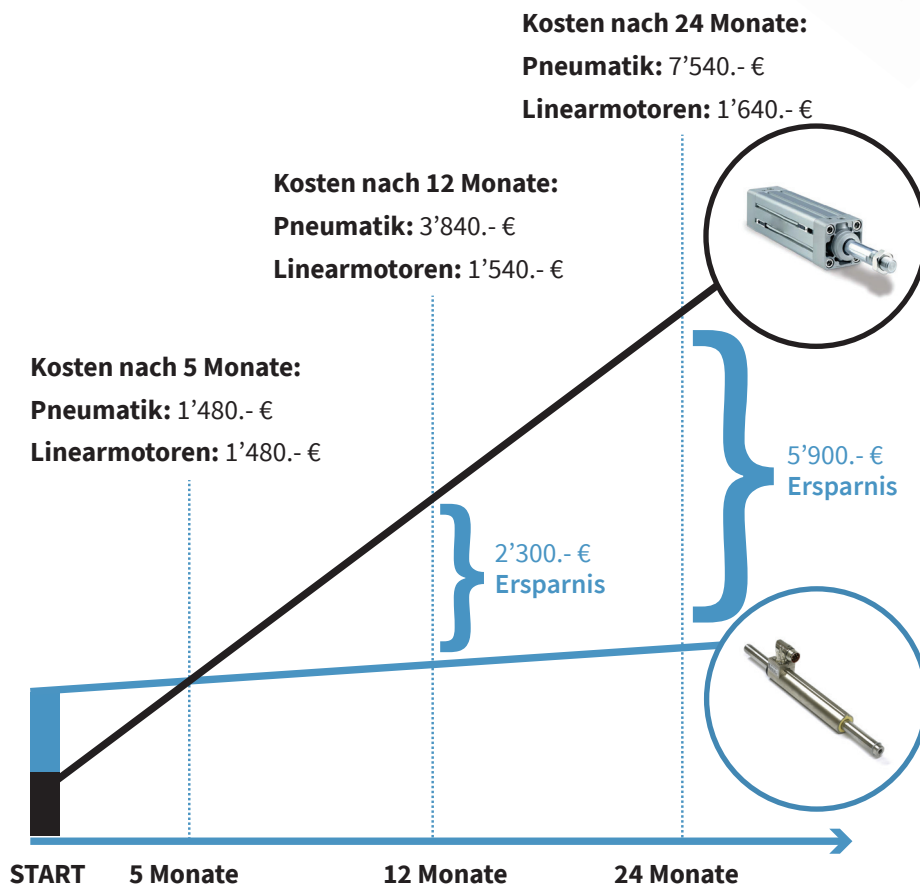 Kosten nach 24 Monate:
Pneumatik: 7’540.- €
Linearmotoren: 1’640.- €
Kosten nach 12 Monate:
Pneumatik: 3’840.- €
Linearmotoren: 1’540.- €
Kosten nach 5 Monate:
Pneumatik: 1’480.- €
Linearmotoren: 1’480.- €
5’900.- €
Ersparnis
2’300.- €
Ersparnis
START 5 Monate 12 Monate 24 Monate